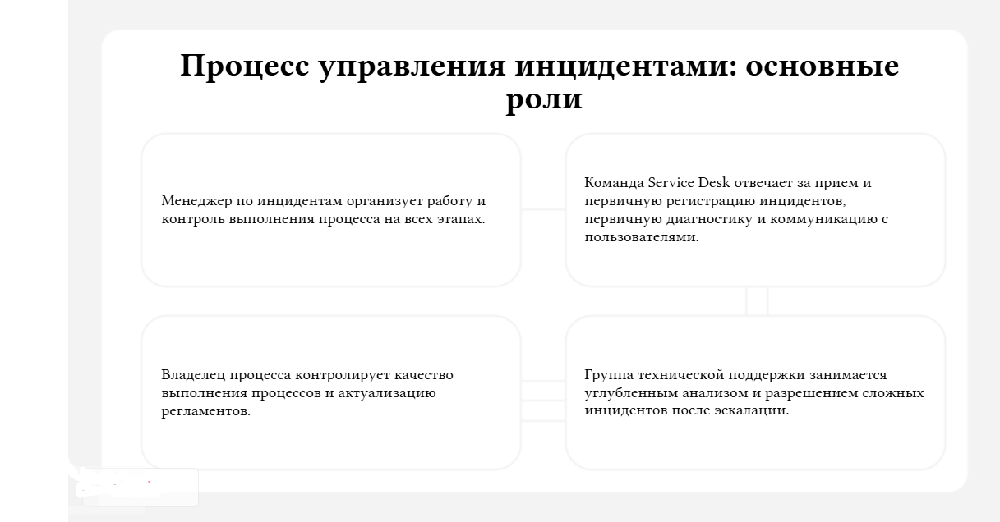 Процесс управления инцидентами: основные
роли
Менеджер по инцидентам организует работу и
контроль выполнения процесса на всех этапах.
Команда Service Desk отвечает за прием и
первичную регистрацию инцидентов,
первичную диагностику и коммуникацию с
пользователями.
Владелец процесса контролирует качество
выполнения процессов и актуализацию
регламентов.
Группа технической поддержки занимается
углубленным анализом и разрешением сложных
инцидентов после эскалации.